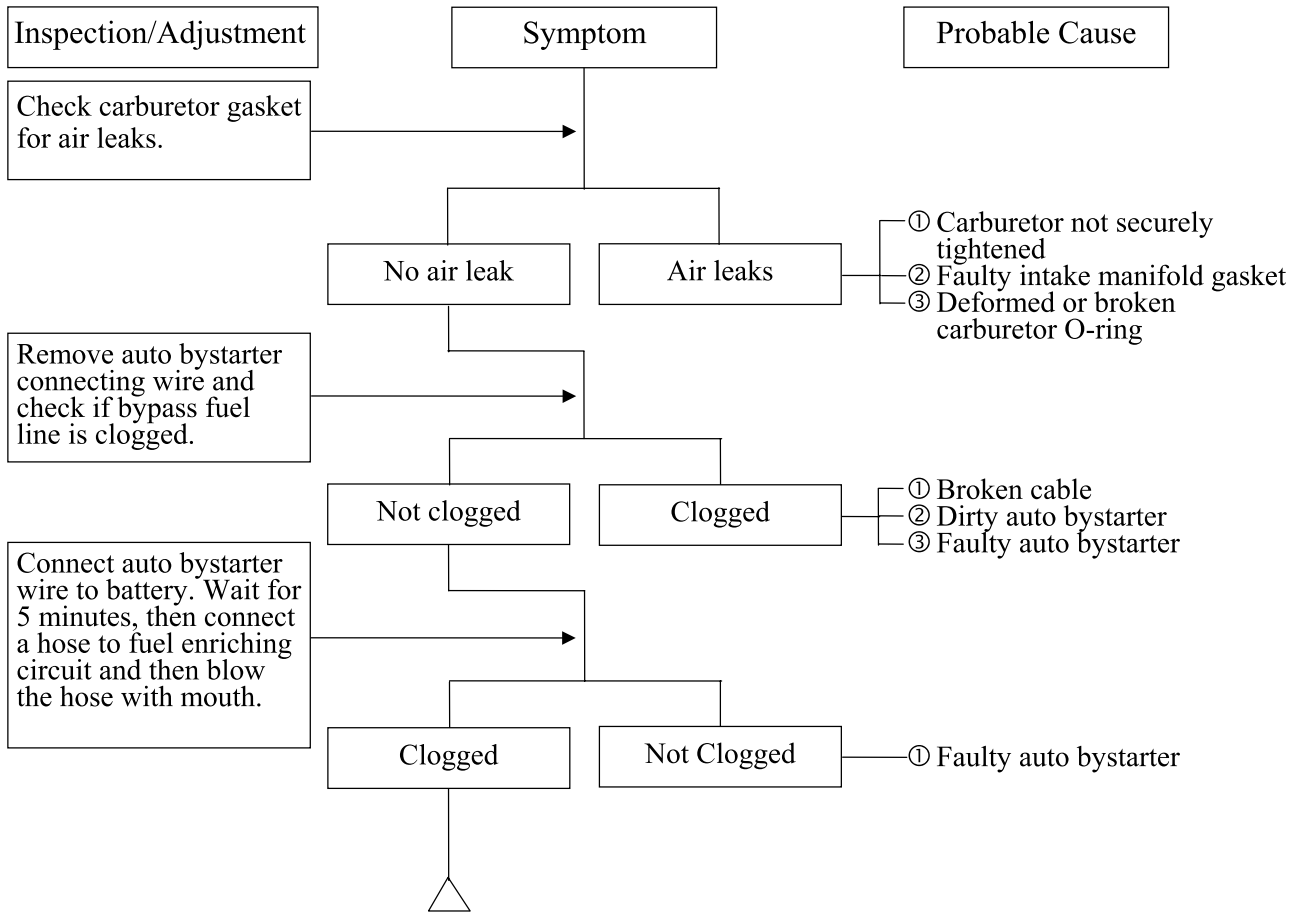 Inspection/Adjustment
Symptom
Probable Cause
Check carburetor gasket
for air leaks.
No air leak
Air leaks
① Carburetor not securely
tightened
② Faulty intake manifold gasket
③ Deformed or broken
carburetor O-ring
Remove auto bystarter
connecting wire and
check if bypass fuel
line is clogged.
Not clogged
Clogged
① Broken cable
② Dirty auto bystarter
③ Faulty auto bystarter
Connect auto bystarter
wire to battery. Wait for
5 minutes, then connect
a hose to fuel enriching
circuit and then blow
the hose with mouth.
Clogged
Not Clogged
① Faulty auto bystarter